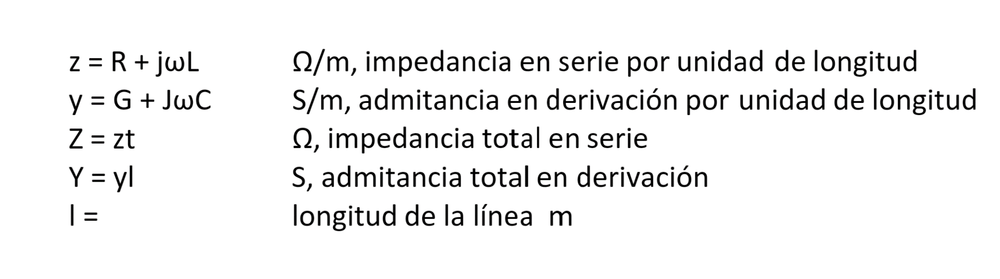 z = R + jωL Ω/m, impedancia en serie por unidad de longitud
y = G + JωC S/m, admitancia en derivación por unidad de longitud
Z = zt Ω, impedancia total en serie
Y = yl S, admitancia total en derivación
l = longitud de la línea m